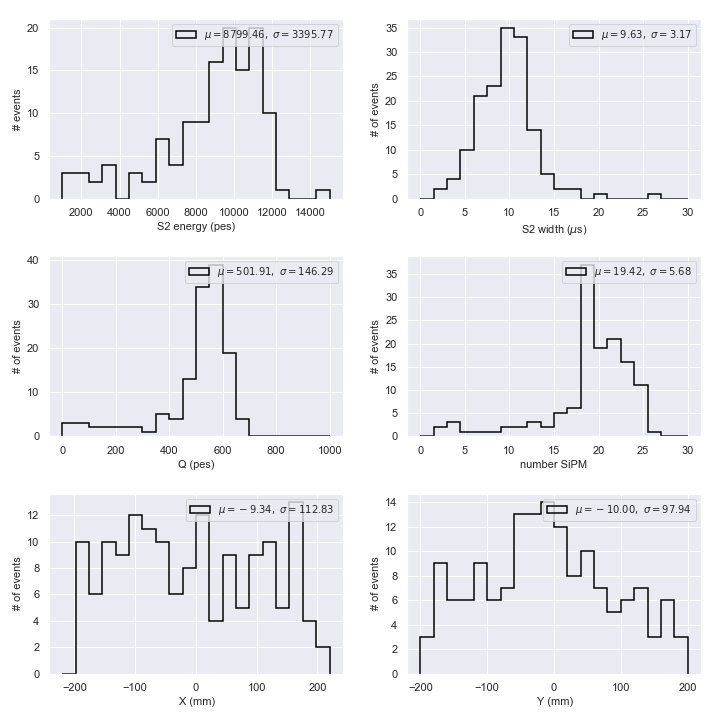 # of events
20
15
10
5
0
μ = 8799.46, σ = 3395.77
2000 4000 6000 8000 10000 12000 14000
S2 energy (pes)
# of events
35
30
25
20
15
10
5
0
μ = 9.63, σ = 3.17
0 5 10 15 20 25 30
S2 width (μs)
# of events
40
30
20
10
0
μ = 501.91, σ = 146.29
0 200 400 600 800 1000
Q (pes)
# of events
35
30
25
20
15
10
5
0
μ = 19.42, σ = 5.68
0 5 10 15 20 25 30
number SiPM
# of events
12
10
8
6
4
2
0
μ = −9.34, σ = 112.83
−200 −100 0 100 200
X (mm)
# of events
14
12
10
8
6
4
2
0
μ = −10.00, σ = 97.94
−200 −100 0 100 200
Y (mm)